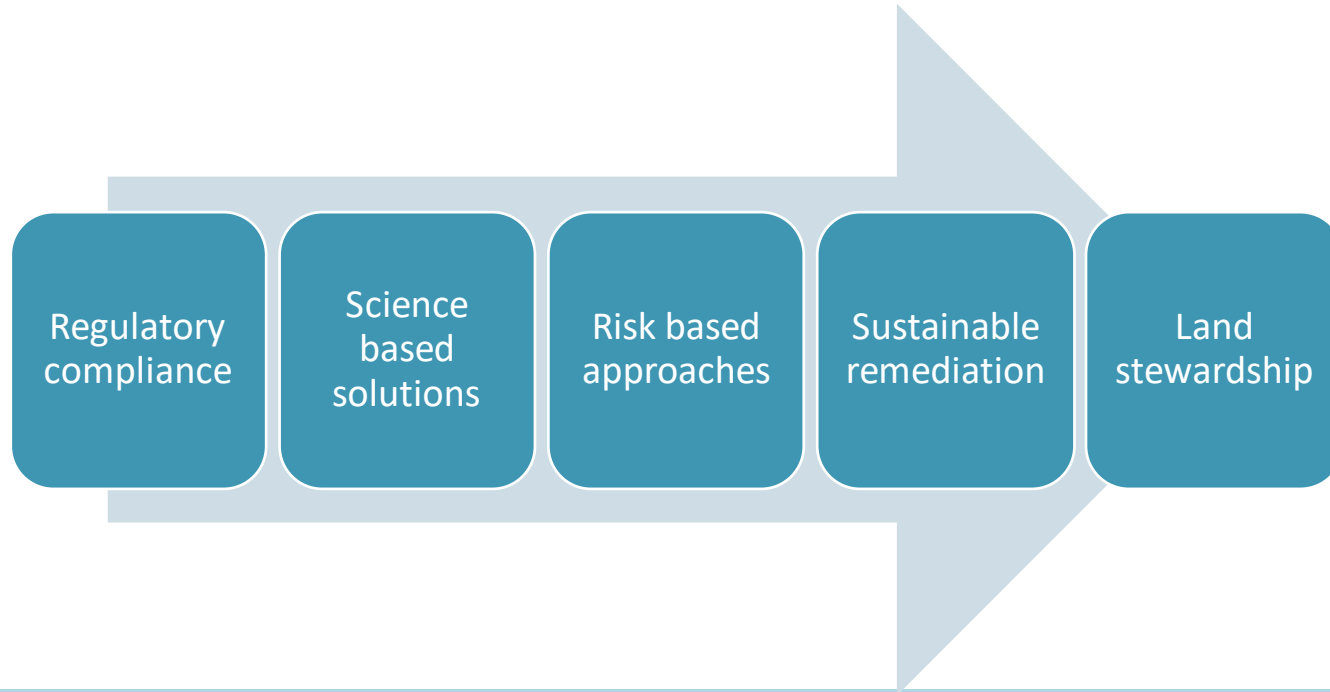 Regulatory
compliance
Science
based
solutions
Risk based
approaches
Sustainable
remediation
Land
stewardship